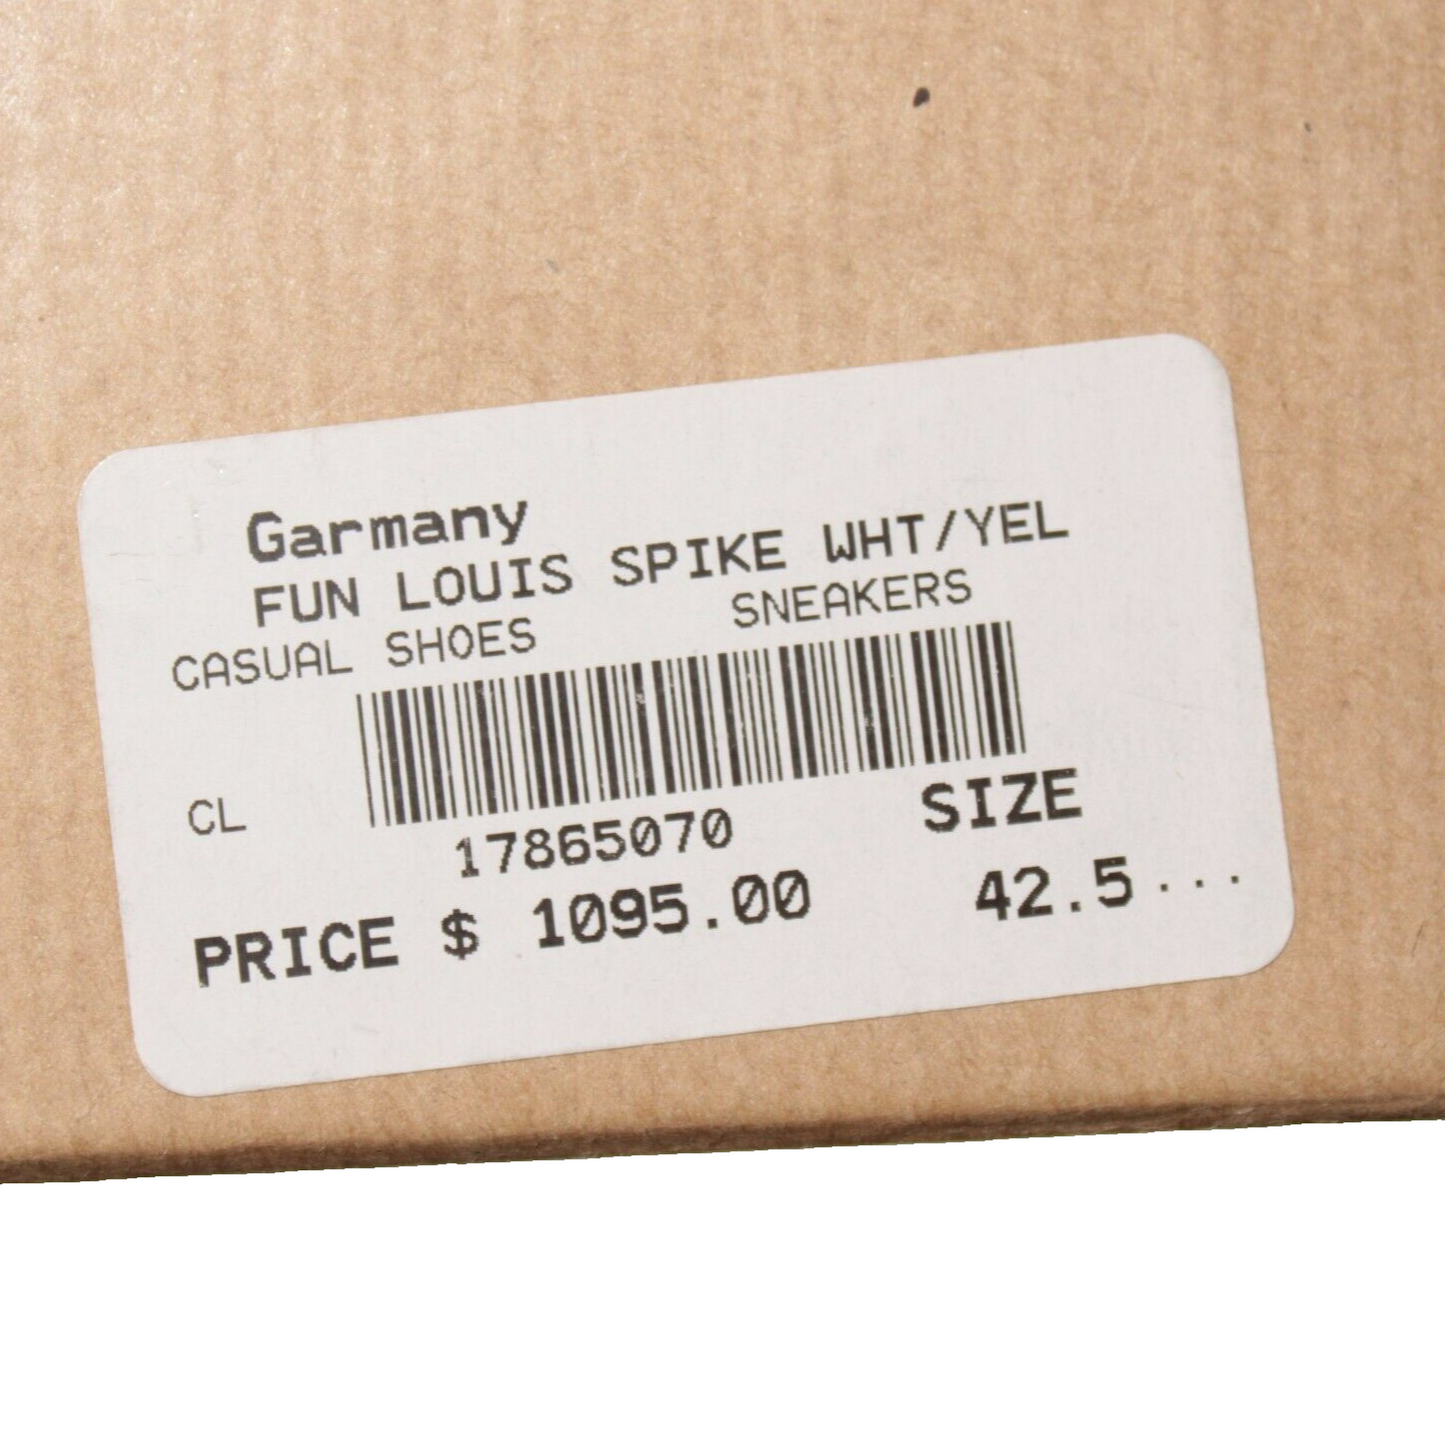 Garmany
FUN LOUIS SPIKE WHT/YEL
CASUAL SHOES SNEAKERS
CL
17865070 SIZE
PRICE $ 1095.00 42.5...